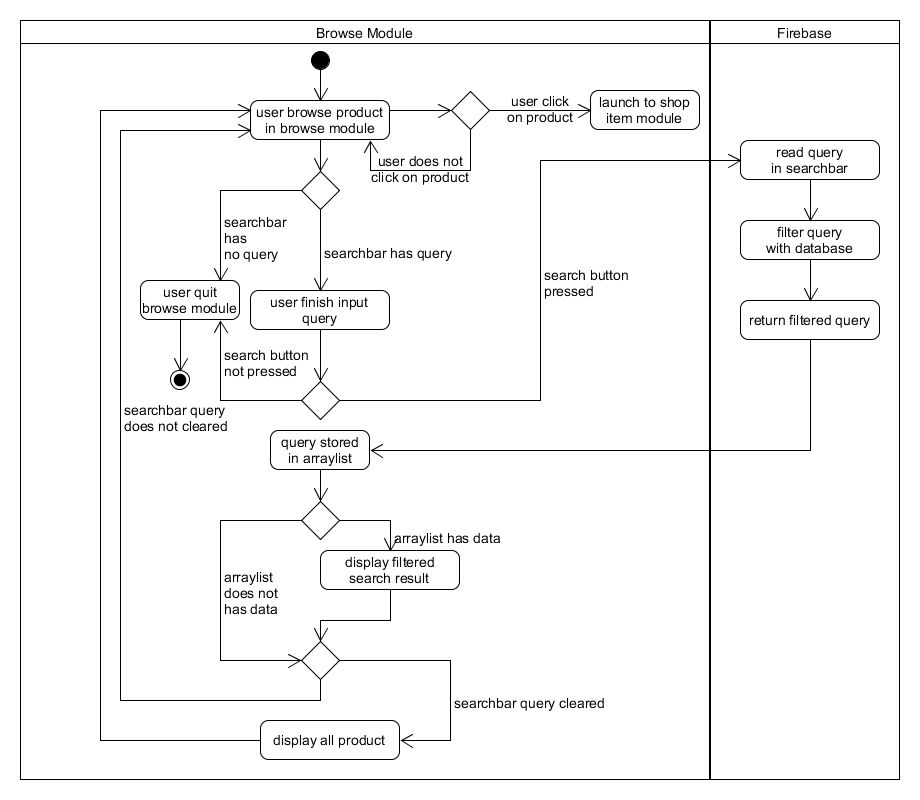 Browse Module
Firebase
user browse product
in browse module
user click
on product
launch to shop
item module
user does not
click on product
read query
in searchbar
searchbar
has
no query
searchbar has query
filter query
with database
search button
pressed
user quit
browse module
user finish input
query
return filtered query
search button
not pressed
searchbar query
does not cleared
query stored
in arraylist
arraylist has data
display filtered
search result
arraylist
does not
has data
searchbar query cleared
display all product